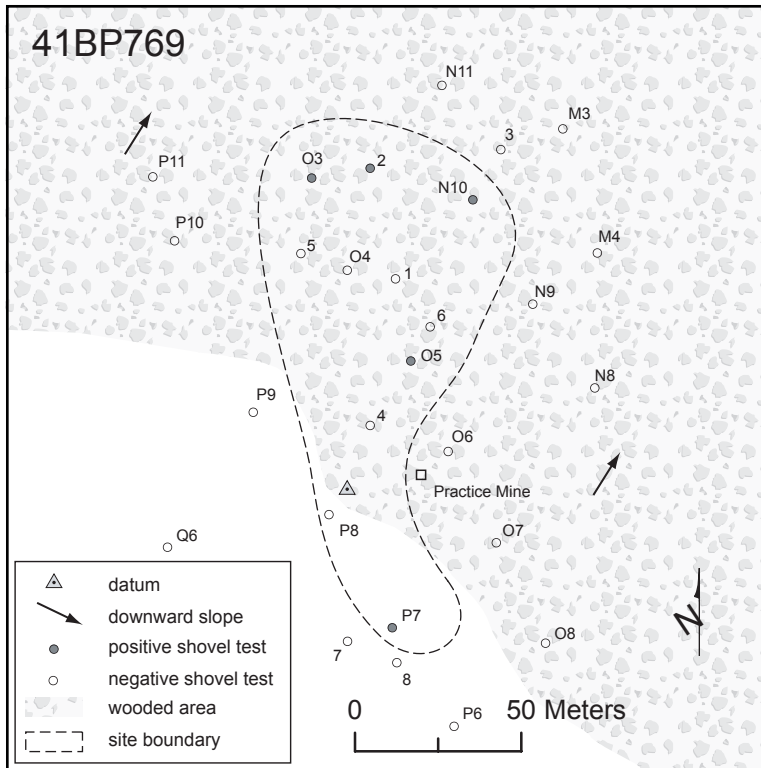 41BP769
N11
M3
3
P11
O3
2
N10
P10
5
O4
1
M4
N9
6
O5
N8
P9
4
O6
Practice Mine
P8
Q6
O7
P7
O8
7
8
P6
datum
downward slope
positive shovel test
negative shovel test
wooded area
site boundary
0 50 Meters
N